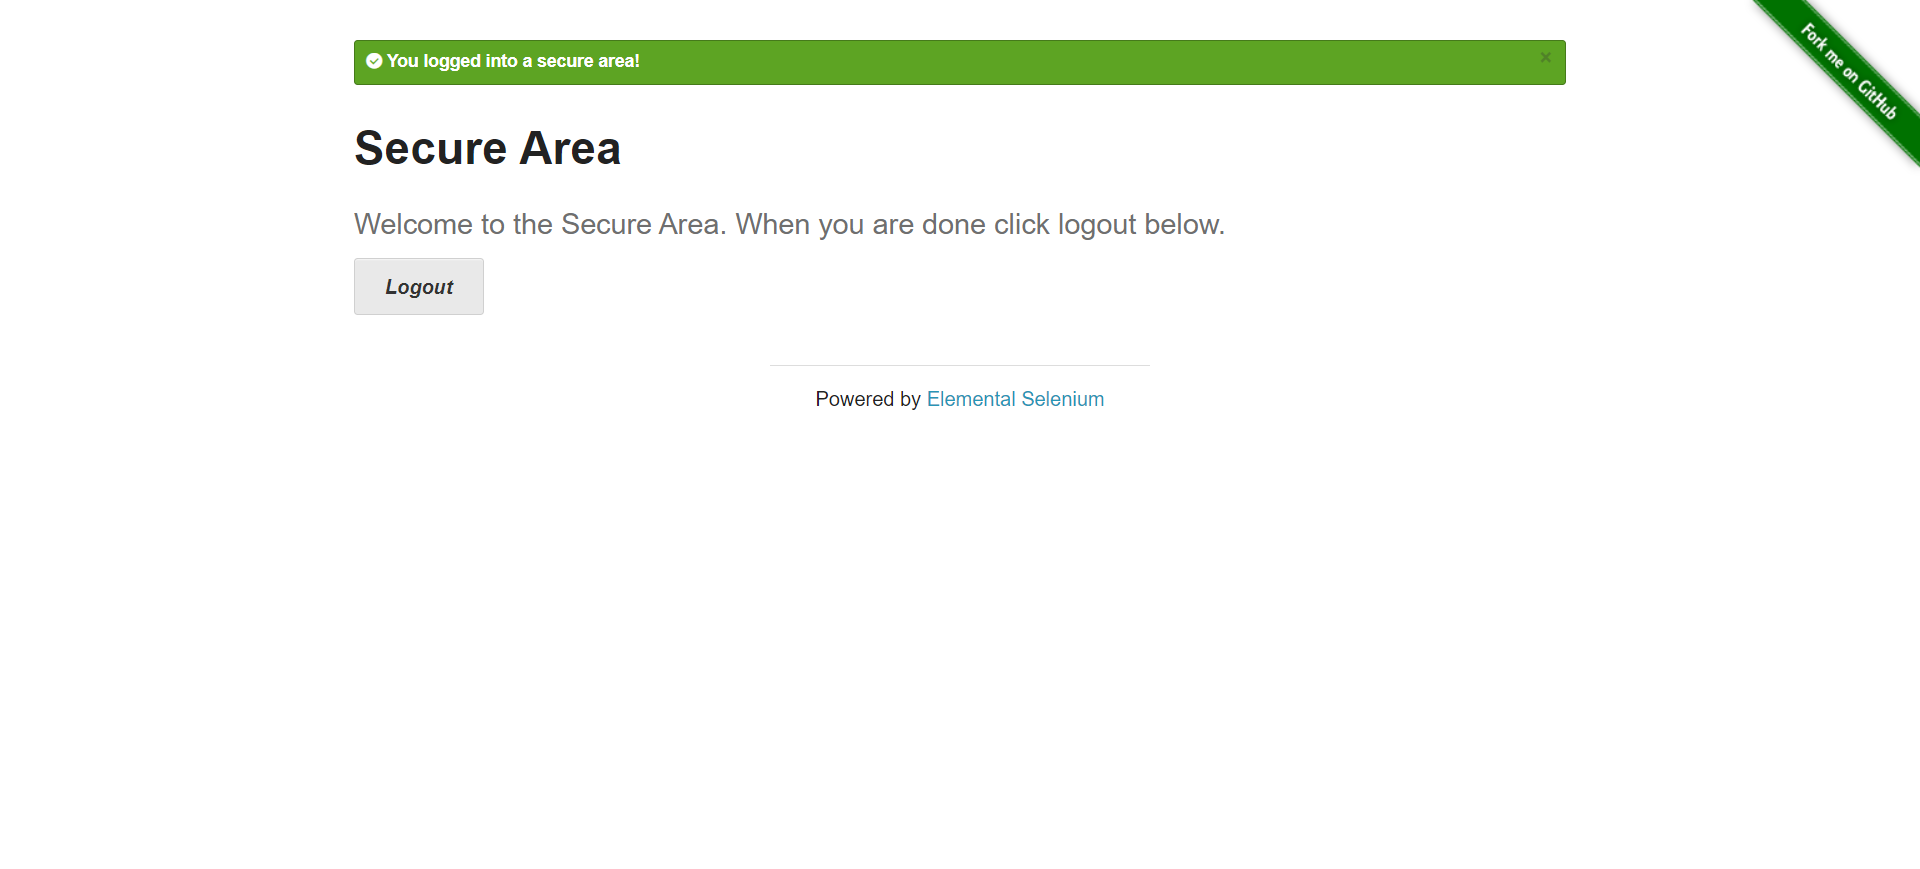 You logged into a secure area!
×
Fork me on GitHub
Secure Area
Welcome to the Secure Area. When you are done click logout below.
Logout
Powered by Elemental Selenium